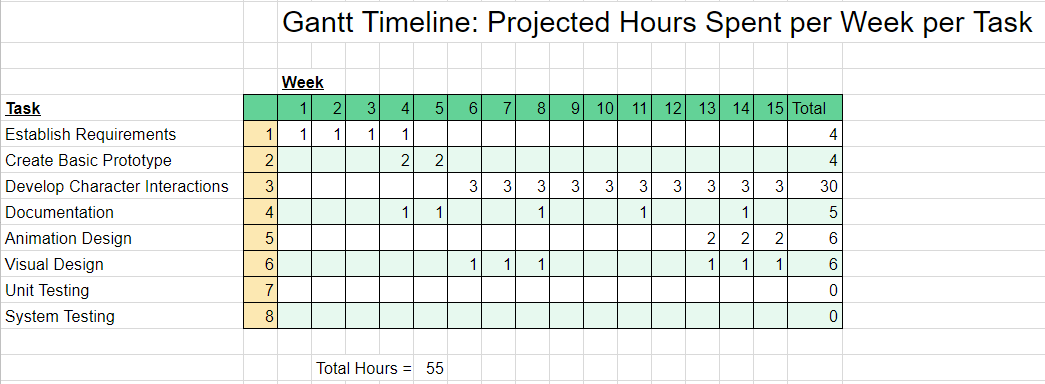 Gantt Timeline: Projected Hours Spent per Week per Task
Week
Task 1 2 3 4 5 6 7 8 9 10 11 12 13 14 15 Total
Establish Requirements 1 1 1 1 1 4
Create Basic Prototype 2 2 2 4
Develop Character Interactions 3 3 3 3 3 3 3 3 3 3 3 30
Documentation 4 1 1 1 1 1 5
Animation Design 5 2 2 2 6
Visual Design 6 1 1 1 1 1 1 6
Unit Testing 7 0
System Testing 8 0
Total Hours = 55